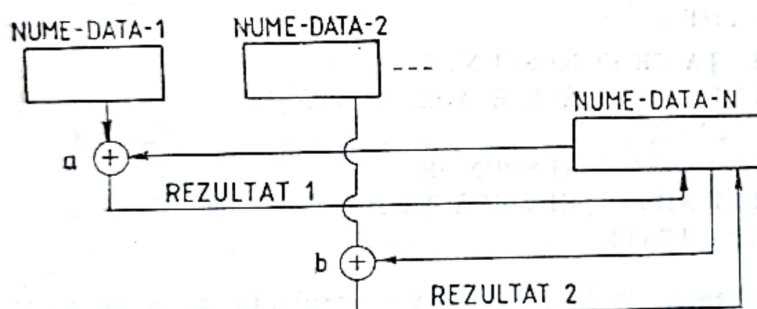 NUME-DATA-1
NUME-DATA-2
NUME-DATA-N
a
REZULTAT 1
b
REZULTAT 2